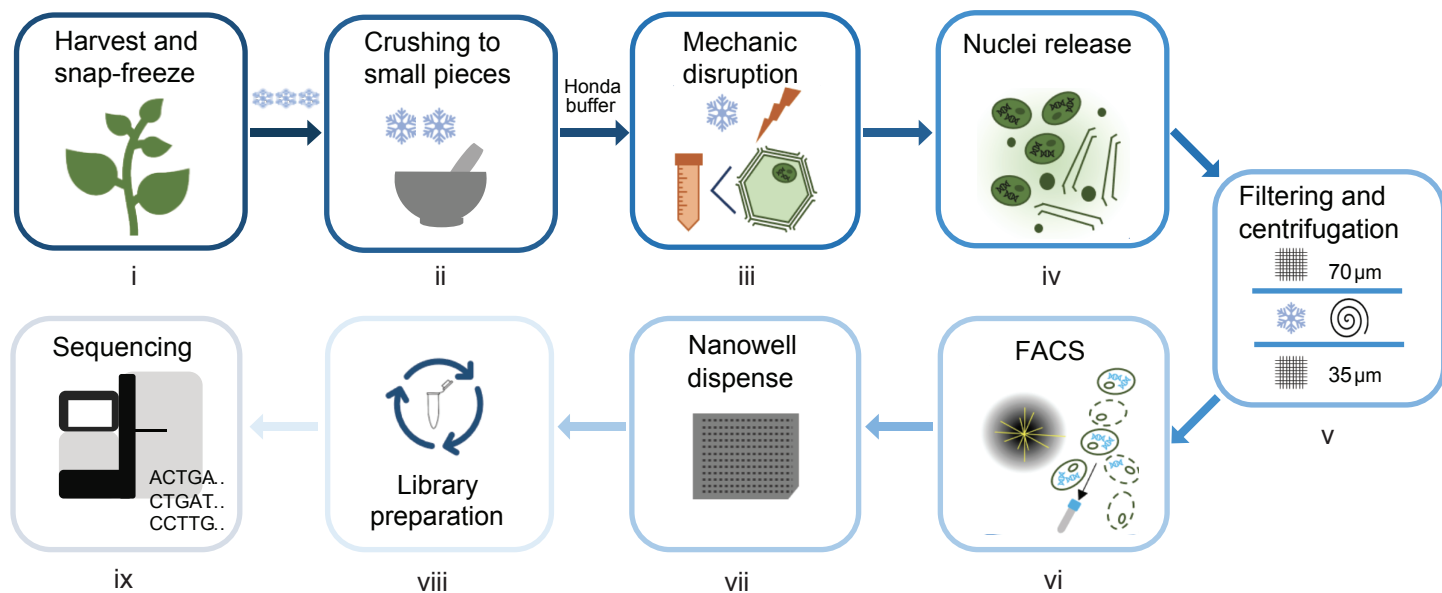 Harvest and
snap-freeze
i
Crushing to
small pieces
ii
Honda
buffer
Mechanic
disruption
iii
Nuclei release
iv
Filtering and
centrifugation
70 µm
35 µm
v
FACS
vi
Nanowell
dispense
vii
Library
preparation
viii
Sequencing
ACTGA..
CTGAT..
CCTTG..
ix